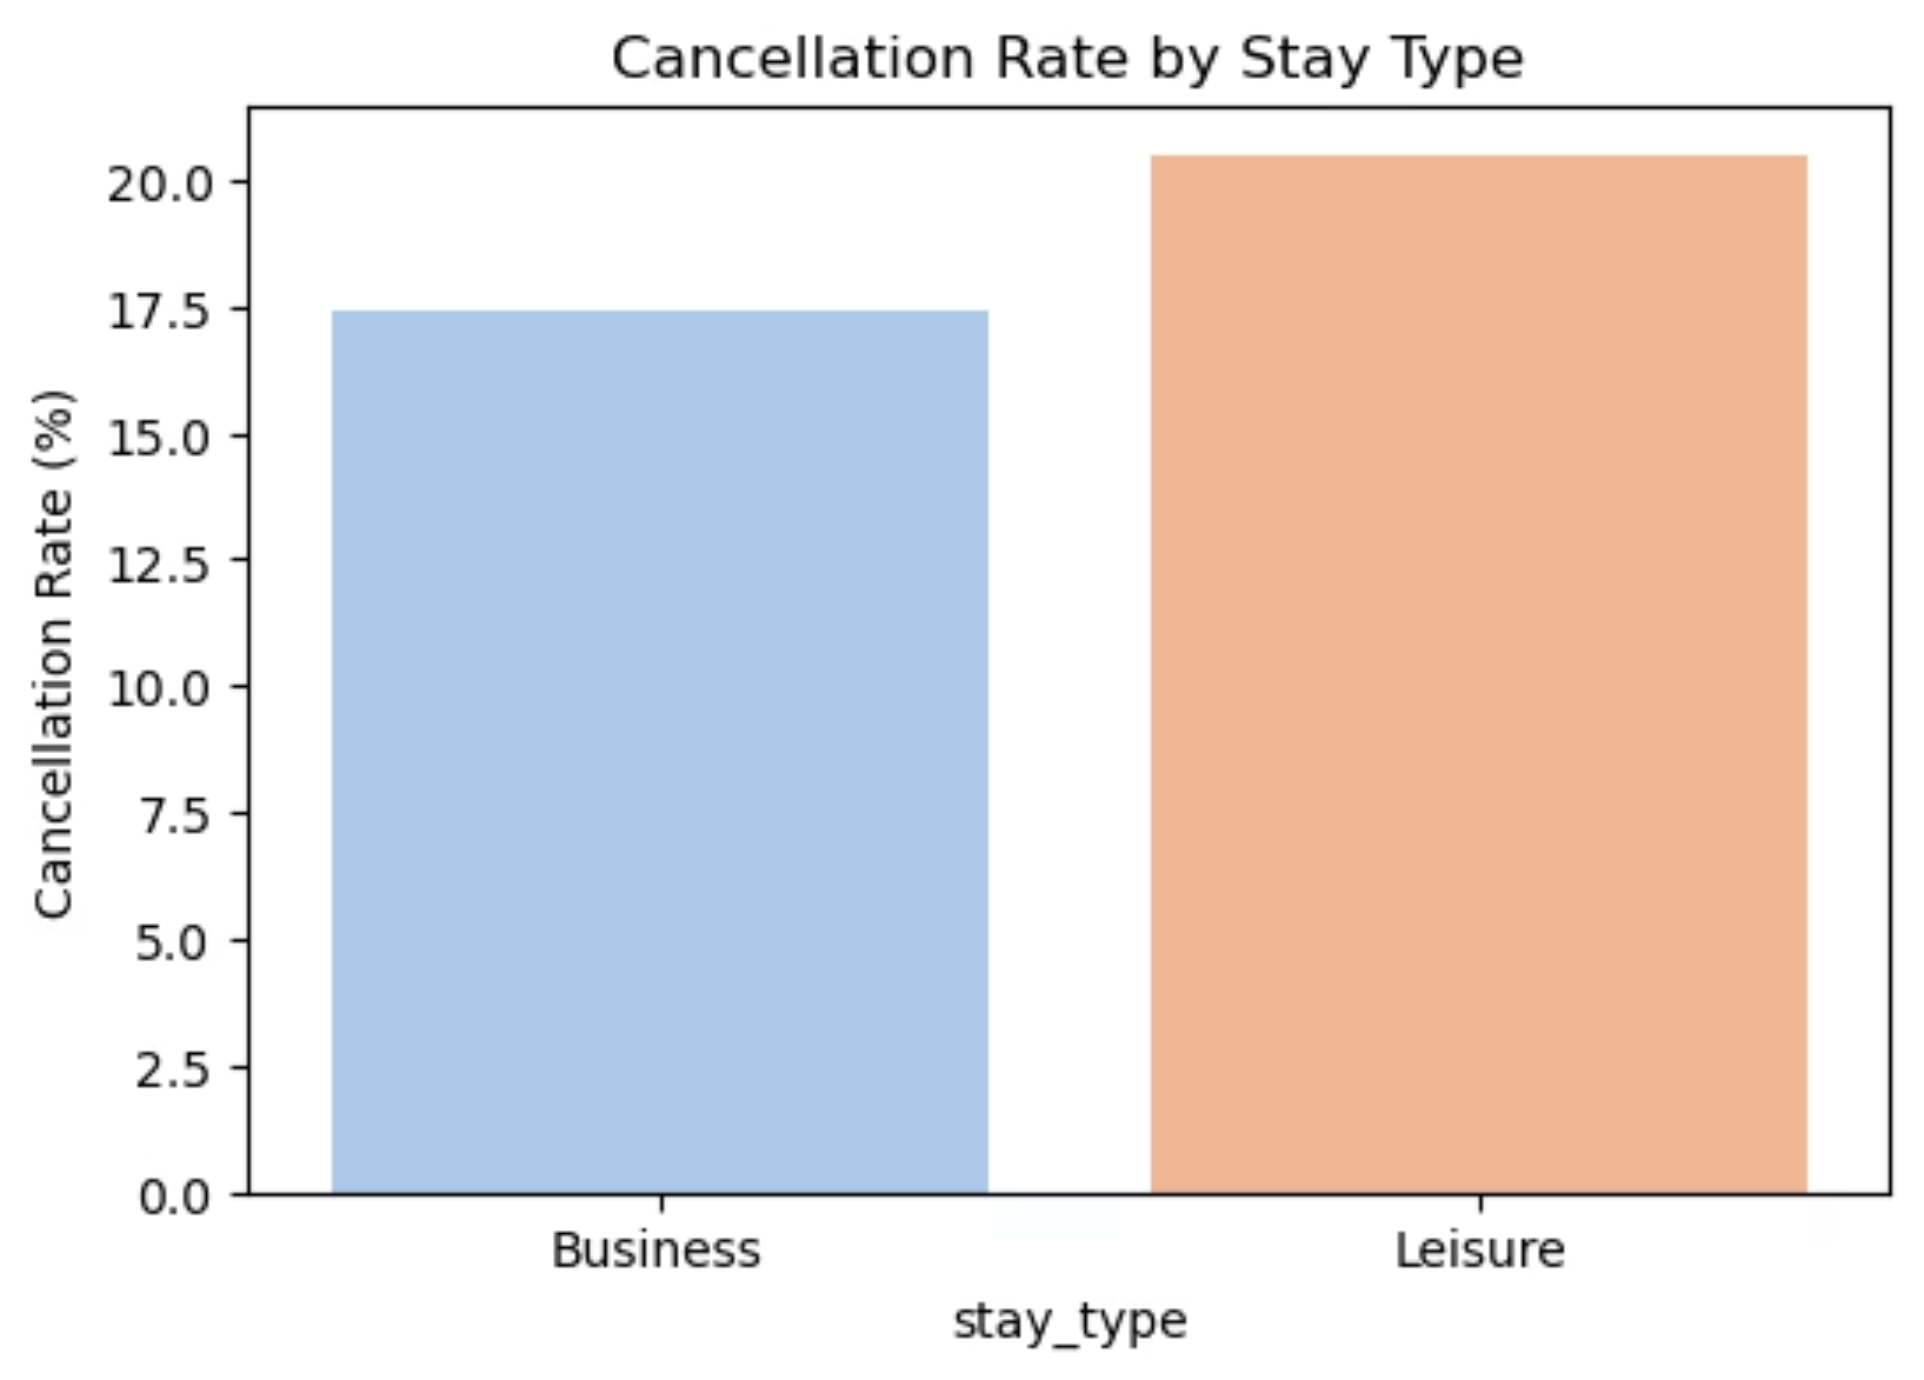 Cancellation Rate by Stay Type
Cancellation Rate (%)
20.0
17.5
15.0
12.5
10.0
7.5
5.0
2.5
0.0
Business Leisure
stay_type